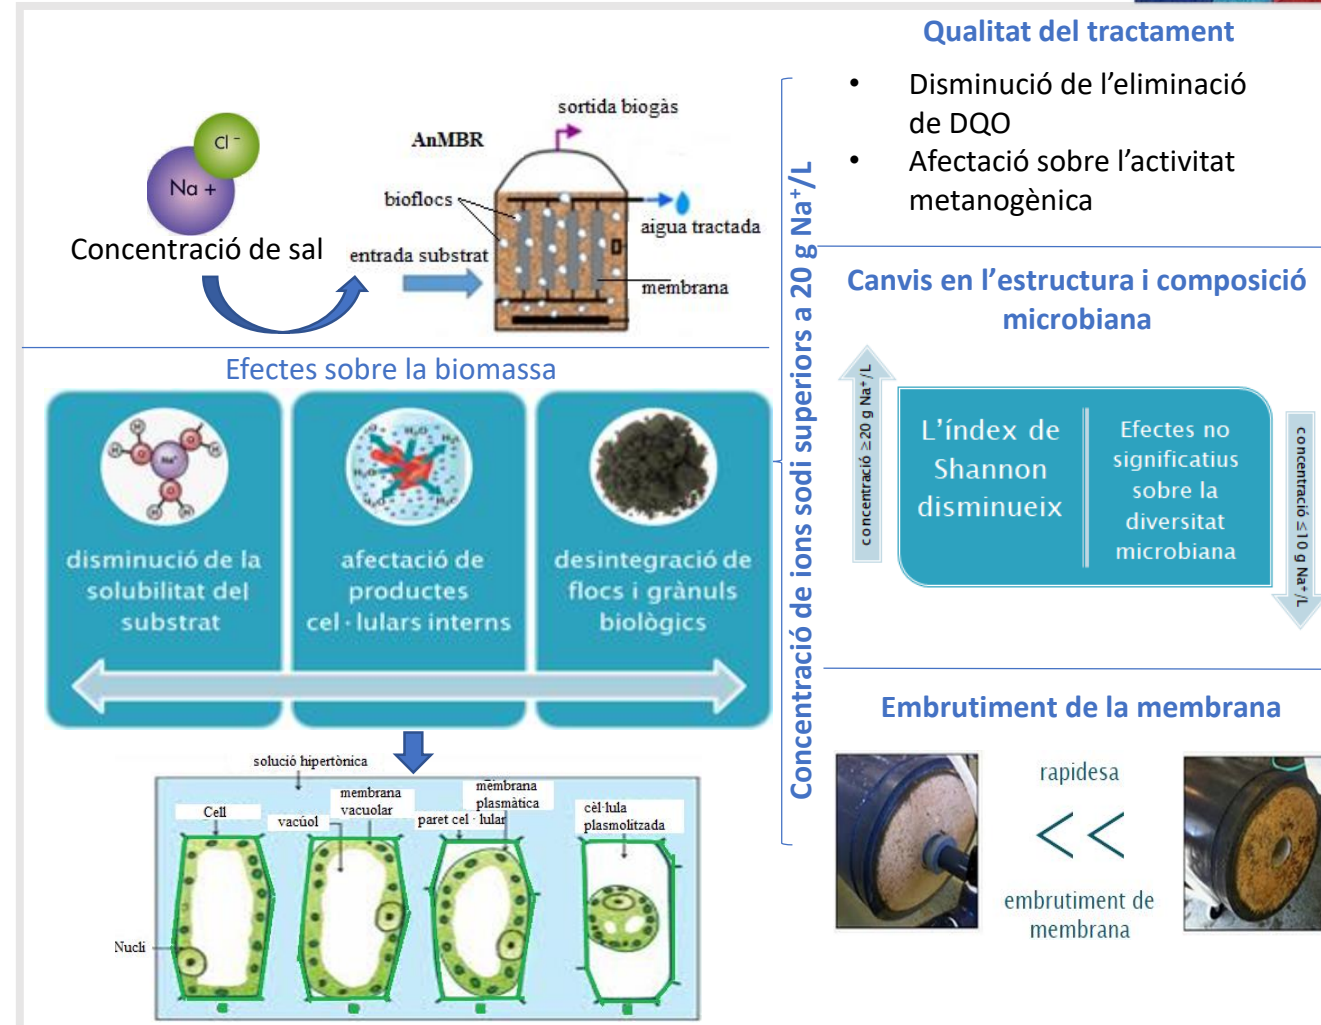 Cl -
Na +
Concentració de sal
AnMBR
sortida biogàs
bioflocs
aigua tractada
entrada substrat
membrana
Efectes sobre la biomassa
Na+
H
O
H
O
H
O
H
H
disminució de la
solubilitat del
substrat
H₂O
H₂O
H₂O
H₂O
afectació de
productes
cel · lulars interns
desintegració de
flocs i grànuls
biològics
solució hipertònica
Cell
vacúol
membrana
vacuolar
paret cel · lular
membrana
plasmàtica
cèl·lula
plasmolitzada
Nucli
Concentració de ions sodi superiors a 20 g Na⁺/L
Qualitat del tractament
• Disminució de l’eliminació
de DQO
• Afectació sobre l’activitat
metanogènica
Canvis en l’estructura i composició
microbiana
concentració ≥20 g Na⁺/L
L'índex de
Shannon
disminueix
Efectes no
significatius
sobre la
diversitat
microbiana
concentració ≤10 g Na⁺/L
Embrutiment de la membrana
rapidesa
<<
embrutiment de
membrana